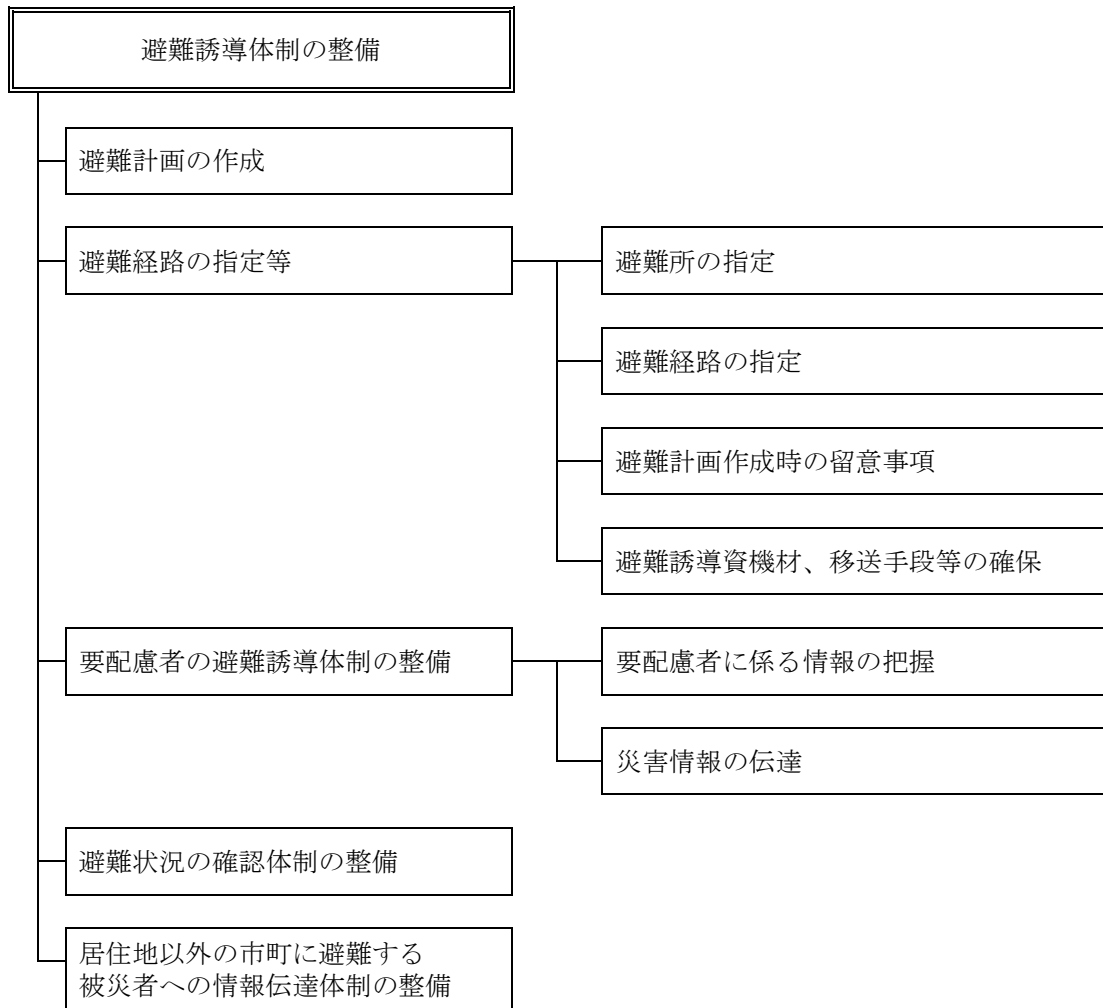 避難誘導体制の整備
避難計画の作成
避難経路の指定等
避難所の指定
避難経路の指定
避難計画作成時の留意事項
避難誘導資機材、移送手段等の確保
要配慮者の避難誘導体制の整備
要配慮者に係る情報の把握
災害情報の伝達
避難状況の確認体制の整備
居住地以外の市町に避難する
被災者への情報伝達体制の整備